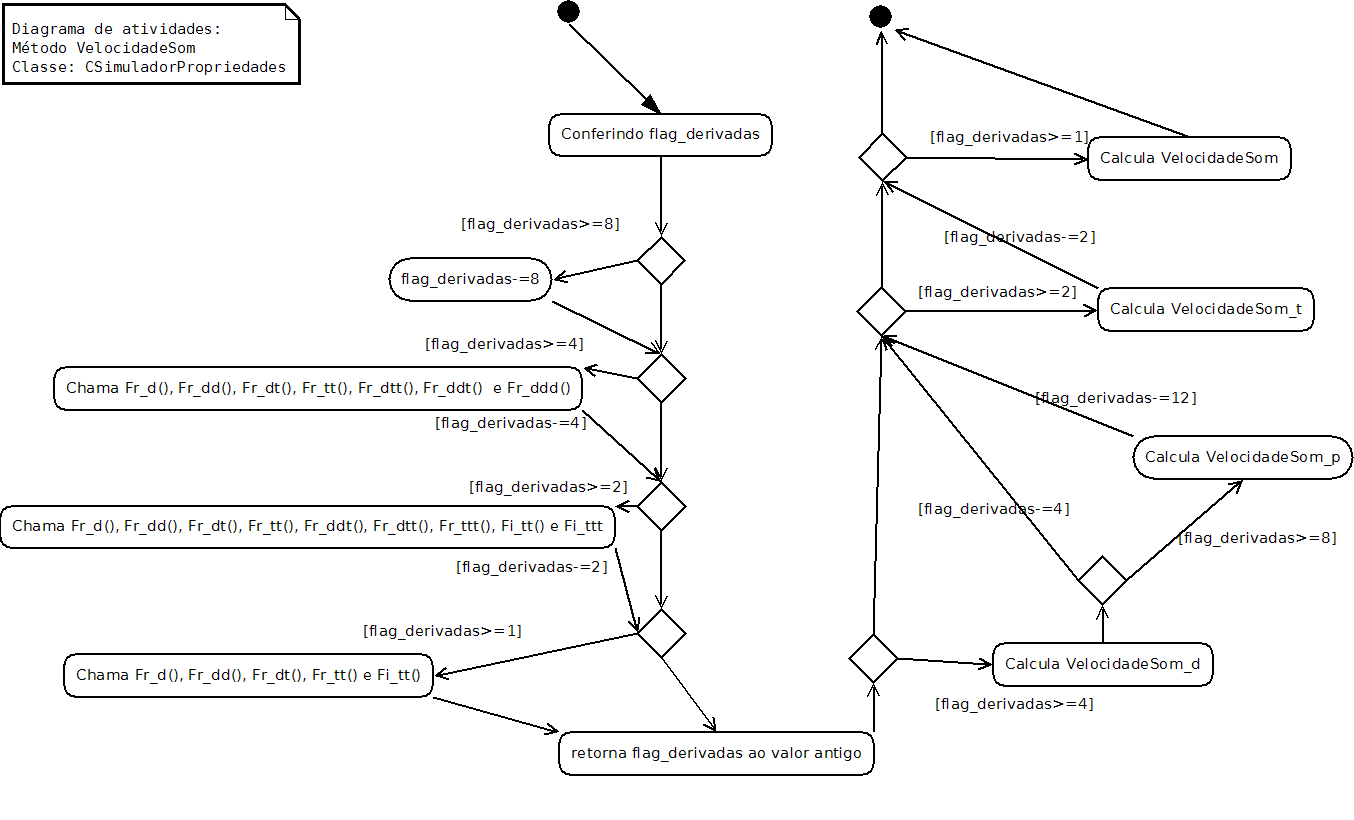 Diagrama de atividades:
Método VelocidadeSom
Classe: CSimuladorPropriedades
Conferindo flag_derivadas
[flag_derivadas>=8]
flag_derivadas-=8
[flag_derivadas>=4]
Chama Fr_d(), Fr_dd(), Fr_dt(), Fr_tt(), Fr_dtt(), Fr_ddt()  e Fr_ddd()
[flag_derivadas-=4]
[flag_derivadas>=2]
Chama Fr_d(), Fr_dd(), Fr_dt(), Fr_tt(), Fr_ddt(), Fr_dtt(), Fr_ttt(), Fi_tt() e Fi_ttt
[flag_derivadas-=2]
[flag_derivadas>=1]
Chama Fr_d(), Fr_dd(), Fr_dt(), Fr_tt() e Fi_tt()
retorna flag_derivadas ao valor antigo
[flag_derivadas>=1]
Calcula VelocidadeSom
[flag_derivadas-=2]
[flag_derivadas>=2]
Calcula VelocidadeSom_t
[flag_derivadas-=12]
Calcula VelocidadeSom_p
[flag_derivadas-=4]
[flag_derivadas>=8]
Calcula VelocidadeSom_d
[flag_derivadas>=4]